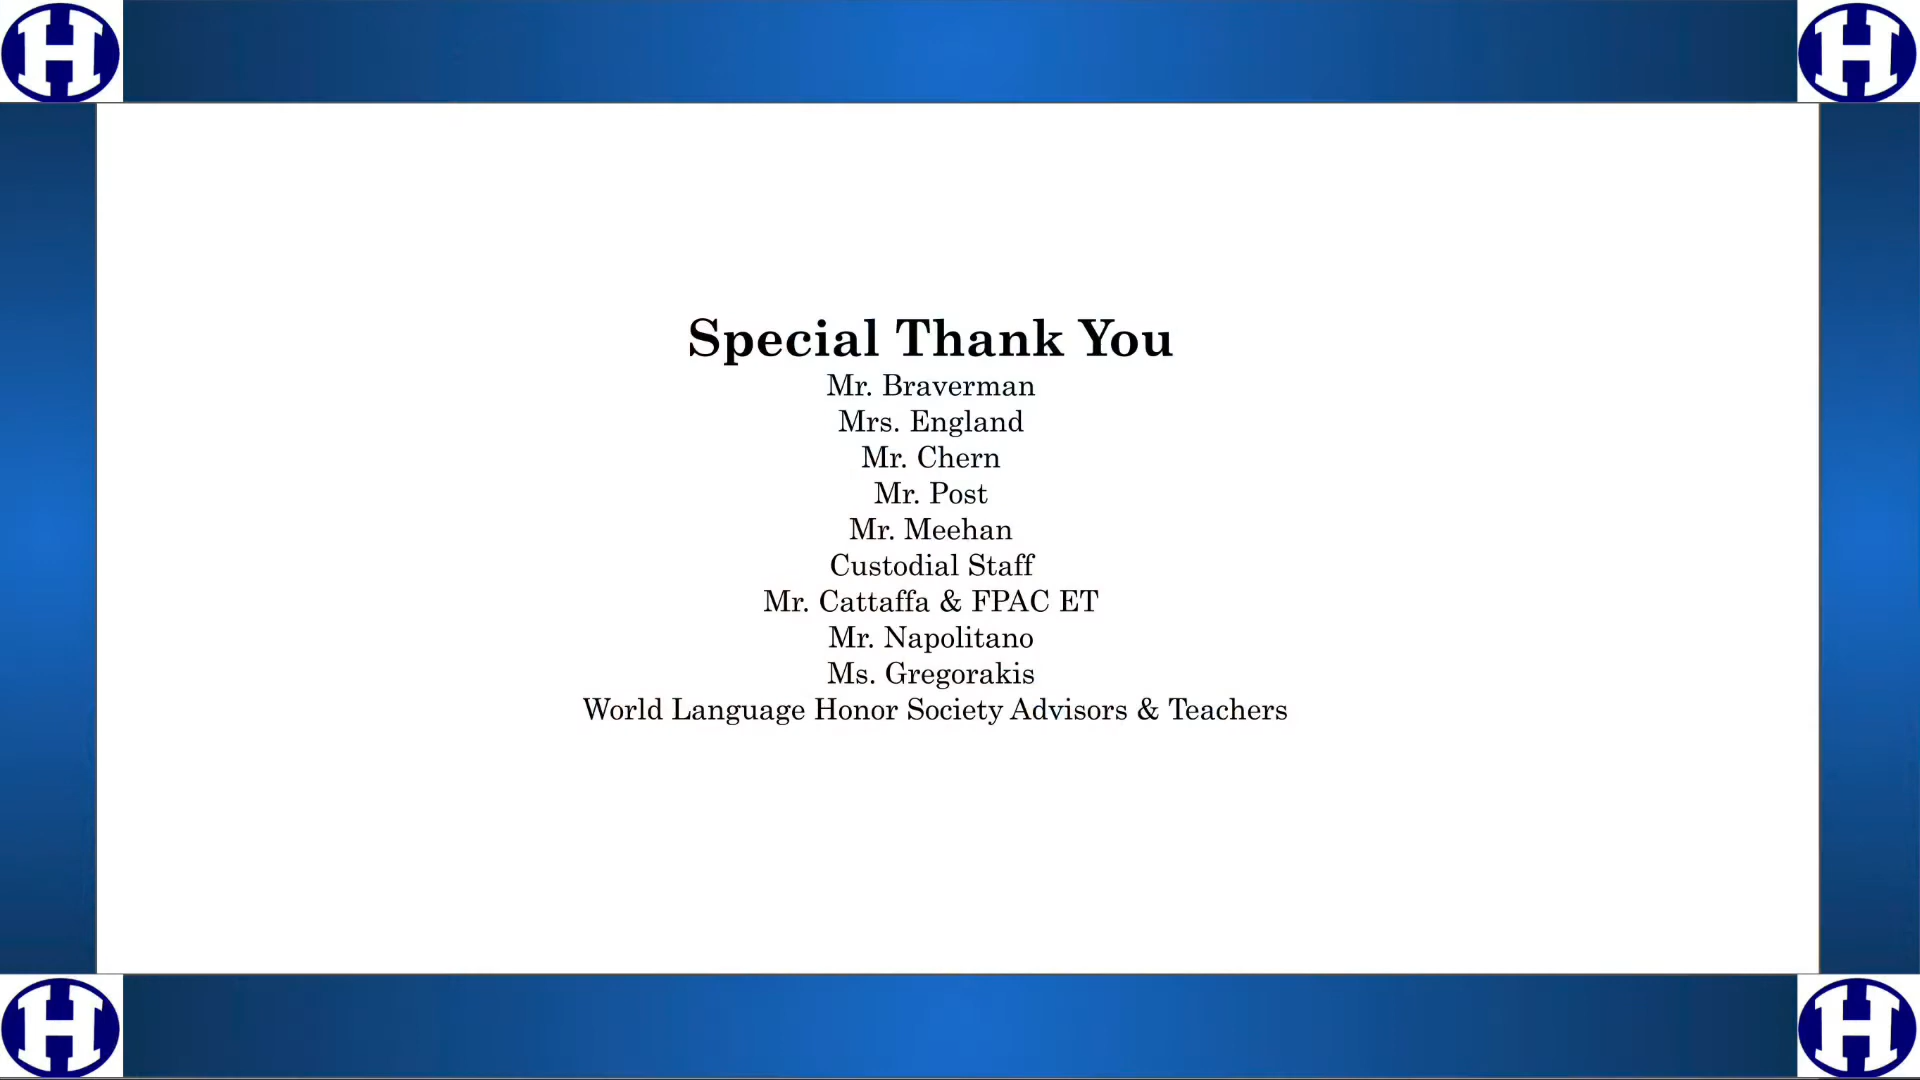 H H
Special Thank You
Mr. Braverman
Mrs. England
Mr. Chern
Mr. Post
Mr. Meehan
Custodial Staff
Mr. Cattaffa & FPAC ET
Mr. Napolitano
Ms. Gregorakis
World Language Honor Society Advisors & Teachers
H H